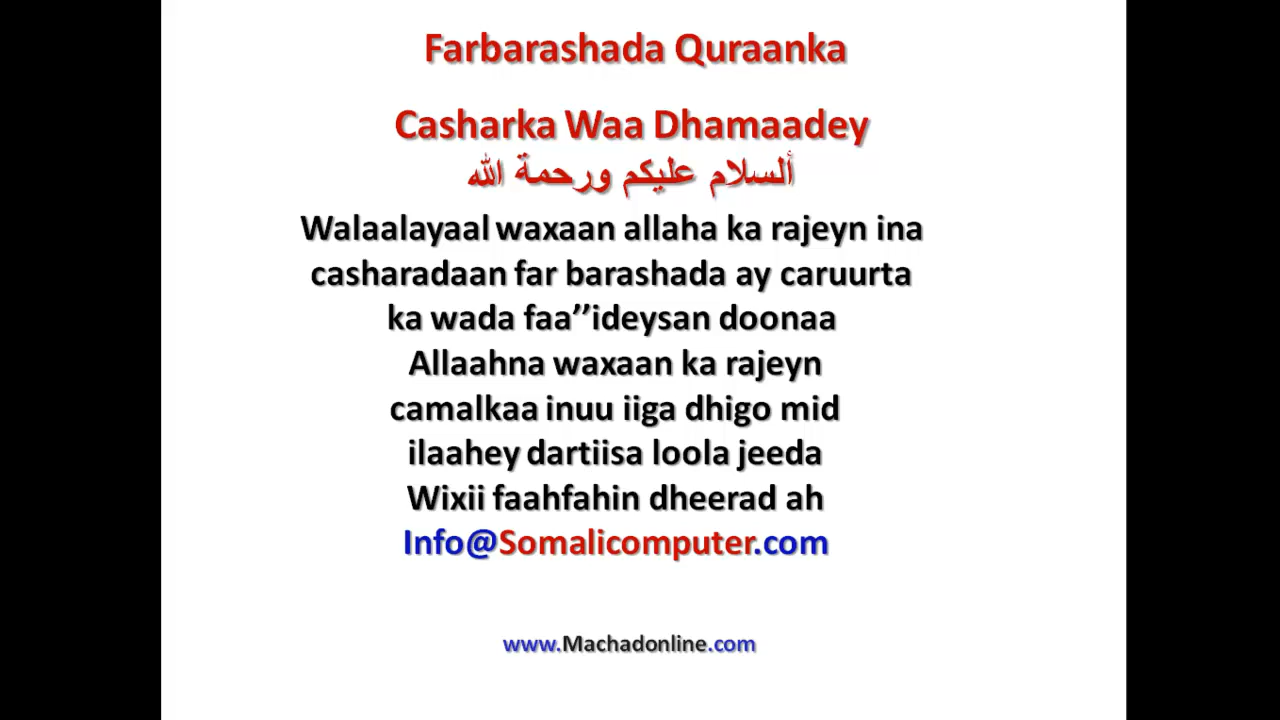 Farbarashada Quraanka
Casharka Waa Dhamaadey
ألسلام عليكم ورحمة الله
Walaalayaal waxaan allaha ka rajeyn ina
casharadaan far barashada ay caruurta
ka wada faa’’ideysan doonaa
Allaahna waxaan ka rajeyn
camalkaa inuu iiga dhigo mid
ilaahey dartiisa loola jeeda
Wixii faahfahin dheerad ah
Info@Somalicomputer.com
www.Machadonline.com